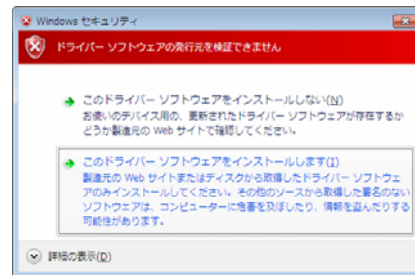 Windows セキュリティ
ドライバー ソフトウェアの発行元を検証できません
このドライバー ソフトウェアをインストールしない(N)
お使いのデバイス用の、更新されたドライバー ソフトウェアが存在するか
どうか製造元の Web サイトで確認してください。
このドライバー ソフトウェアをインストールします(I)
製造元の Web サイトまたはディスクから取得したドライバー ソフトウェ
アのみインストールしてください。その他のソースから取得した署名のない
ソフトウェアは、コンピューターに危害を及ぼしたり、情報を盗んだりする
可能性があります。
詳細の表示(D)